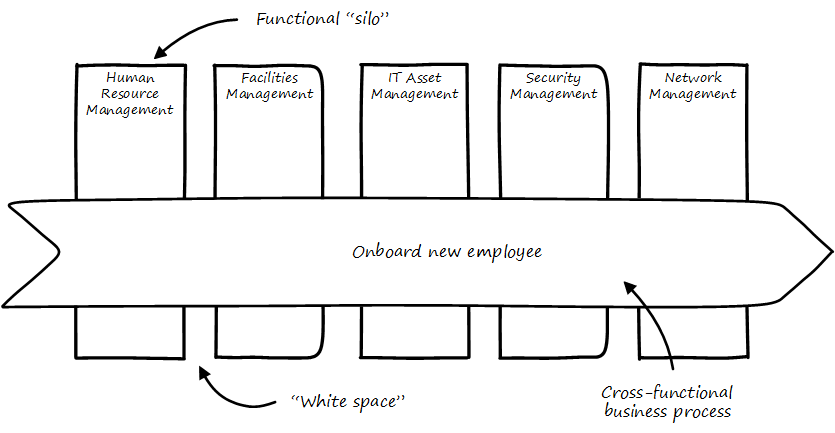 Functional “silo”
Human
Resource
Management
Facilities
Management
IT Asset
Management
Security
Management
Network
Management
Onboard new employee
“White space”
Cross-functional
business process